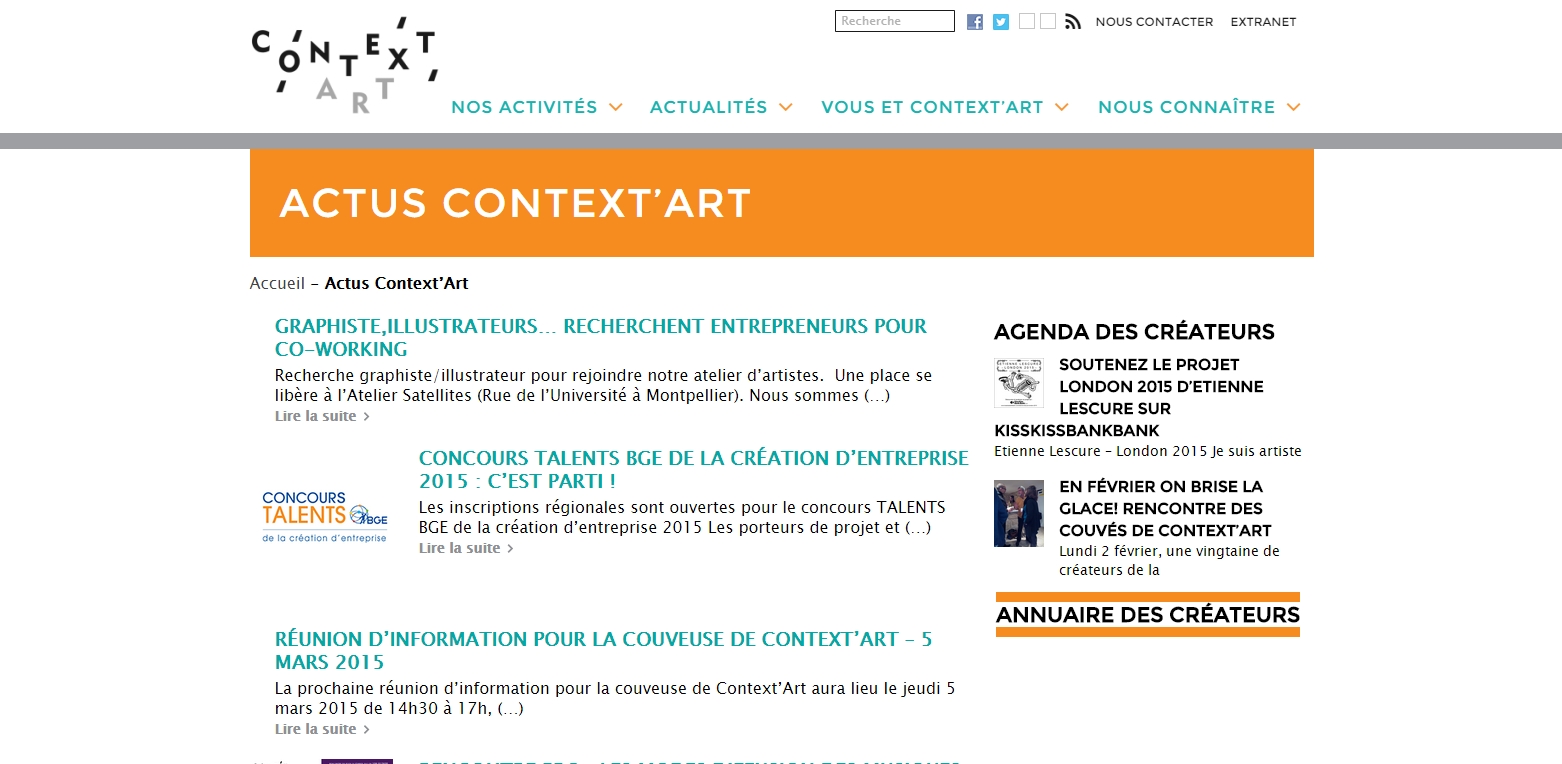 CONTEXT
ART
Recherche
NOUS CONTACTER
EXTRANET
NOS ACTIVITÉS
ACTUALITÉS
VOUS ET CONTEXT'ART
NOUS CONNAÎTRE
ACTUS CONTEXT'ART
Accueil – Actus Context'Art
GRAPHISTE,ILLUSTRATEURS... RECHERCHENT ENTREPRENEURS POUR
CO-WORKING
Recherche graphiste/illustrateur pour rejoindre notre atelier d'artistes. Une place se
libère à l'Atelier Satellites (Rue de l'Université à Montpellier). Nous sommes (...)
Lire la suite >
CONCOURS
TALENTS BGE
de la création d'entreprise
CONCOURS TALENTS BGE DE LA CRÉATION D'ENTREPRISE
2015 : C'EST PARTI !
Les inscriptions régionales sont ouvertes pour le concours TALENTS
BGE de la création d'entreprise 2015 Les porteurs de projet et (...)
Lire la suite >
RÉUNION D'INFORMATION POUR LA COUVEUSE DE CONTEXT'ART – 5
MARS 2015
La prochaine réunion d'information pour la couveuse de Context'Art aura lieu le jeudi 5
mars 2015 de 14h30 à 17h, (...)
Lire la suite >
AGENDA DES CRÉATEURS
ETIENNE LESCURE
LONDON 2015
SOUTENEZ LE PROJET
LONDON 2015 D'ETIENNE
LESCURE SUR
KISSKISSBANKBANK
Etienne Lescure – London 2015 Je suis artiste
EN FÉVRIER ON BRISE LA
GLACE! RENCONTRE DES
COUVÉS DE CONTEXT'ART
Lundi 2 février, une vingtaine de
créateurs de la
ANNUAIRE DES CRÉATEURS